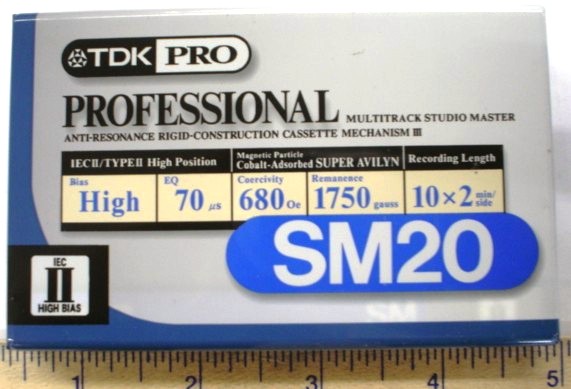 TDK PRO
PROFESSIONAL MULTITRACK STUDIO MASTER
ANTI-RESONANCE RIGID-CONSTRUCTION CASSETTE MECHANISM III
IECII/TYPEII High Position
Magnetic Particle
Cobalt-Adsorbed SUPER AVILYN
Recording Length
Bias
High
EQ
70 μs
Coercivity
680 Oe
Remanence
1750 gauss
10×2 min/side
SM20
IEC
II
HIGH BIAS
SM
1 2 3 4 5